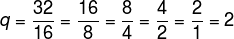 q = 32/16 = 16/8 = 8/4 = 4/2 = 2/1 = 2